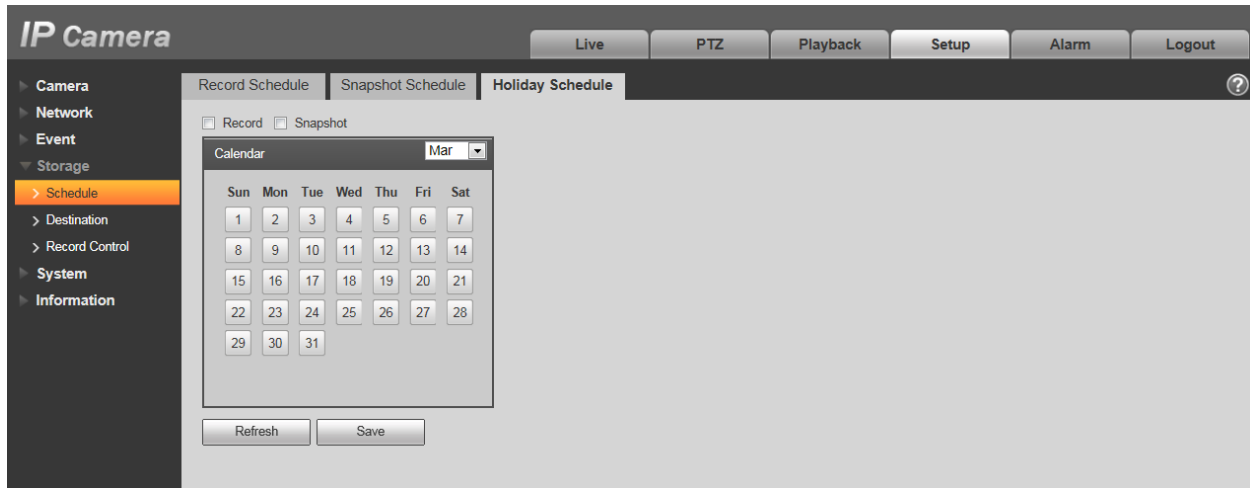 IP Camera
Live PTZ Playback Setup Alarm Logout
Camera
Network
Event
Storage
Schedule
Destination
Record Control
System
Information
Record Schedule Snapshot Schedule Holiday Schedule ?
Record Snapshot
Calendar Mar
Sun Mon Tue Wed Thu Fri Sat
1 2 3 4 5 6 7
8 9 10 11 12 13 14
15 16 17 18 19 20 21
22 23 24 25 26 27 28
29 30 31
Refresh Save